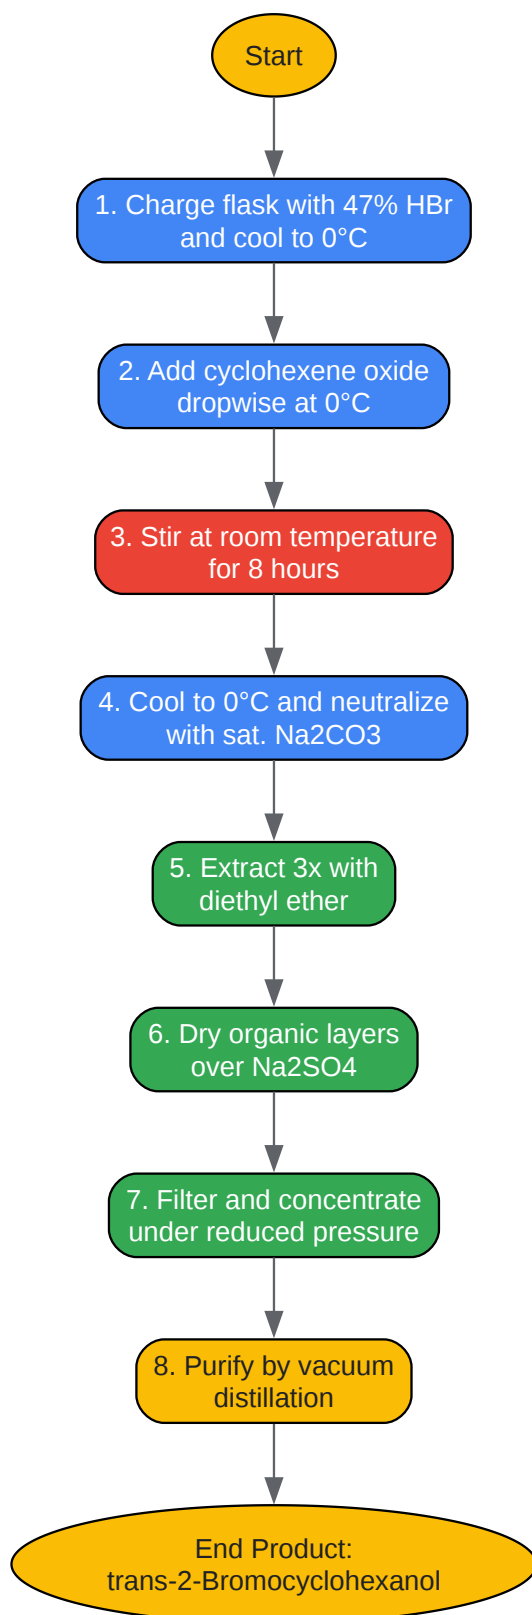 Start
1. Charge flask with 47% HBr
and cool to 0°C
2. Add cyclohexene oxide
dropwise at 0°C
3. Stir at room temperature
for 8 hours
4. Cool to 0°C and neutralize
with sat. Na2CO3
5. Extract 3x with
diethyl ether
6. Dry organic layers
over Na2SO4
7. Filter and concentrate
under reduced pressure
8. Purify by vacuum
distillation
End Product:
trans-2-Bromocyclohexanol